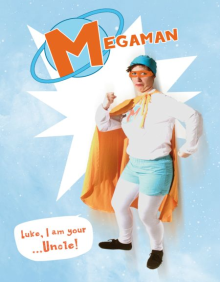 MEGAMAN
Luke, I am your
...Uncle!